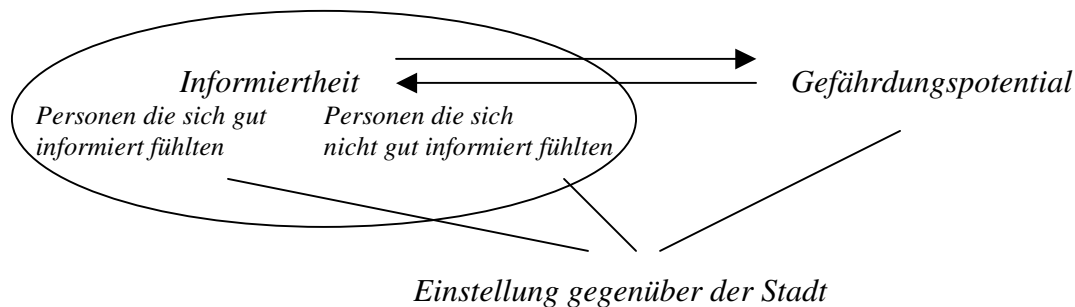 Informiertheit
Gefährdungspotential
Personen die sich gut
informiert fühlten
Personen die sich
nicht gut informiert fühlten
Einstellung gegenüber der Stadt